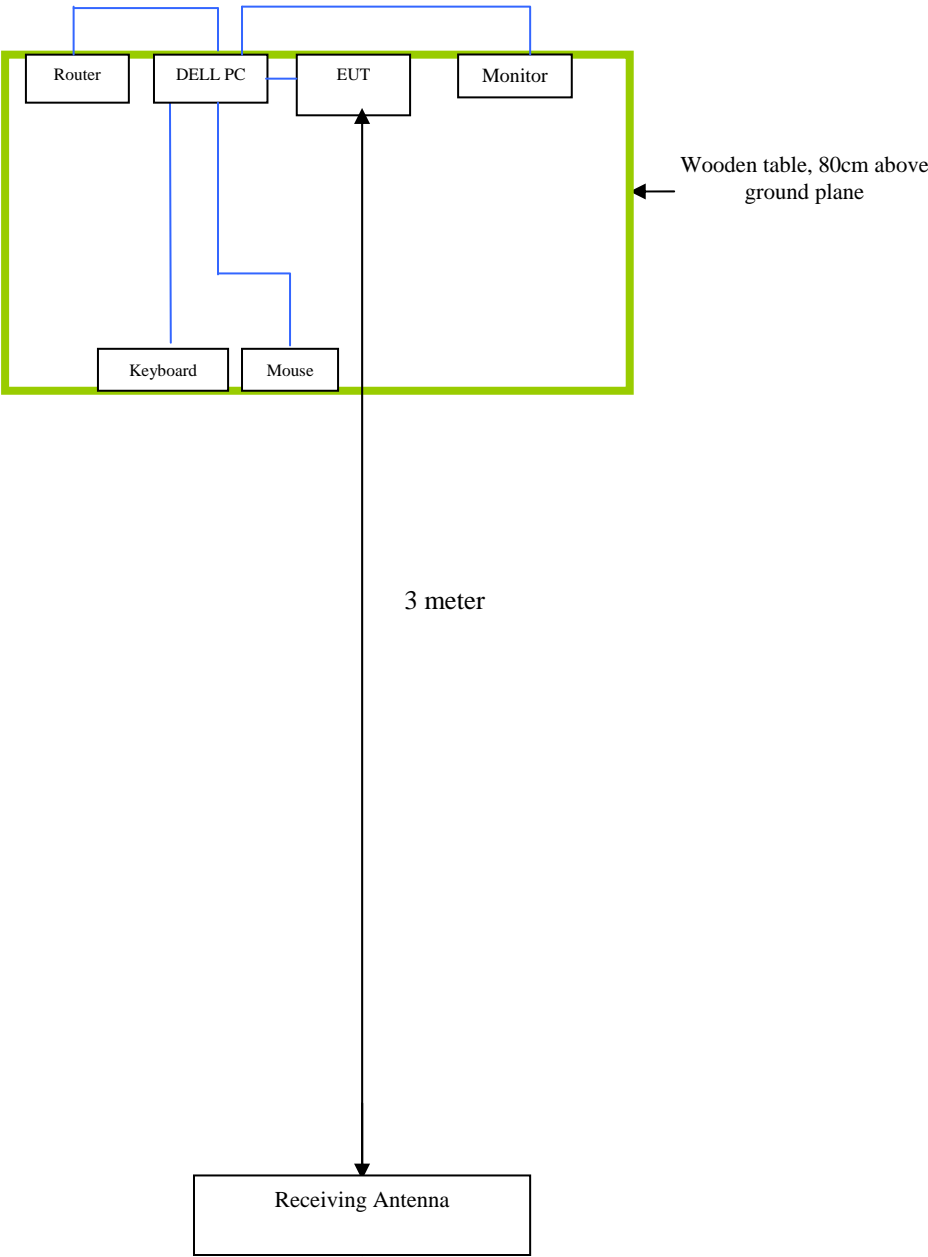 Router
DELL PC
EUT
Monitor
Wooden table, 80cm above
ground plane
Keyboard
Mouse
3 meter
Receiving Antenna